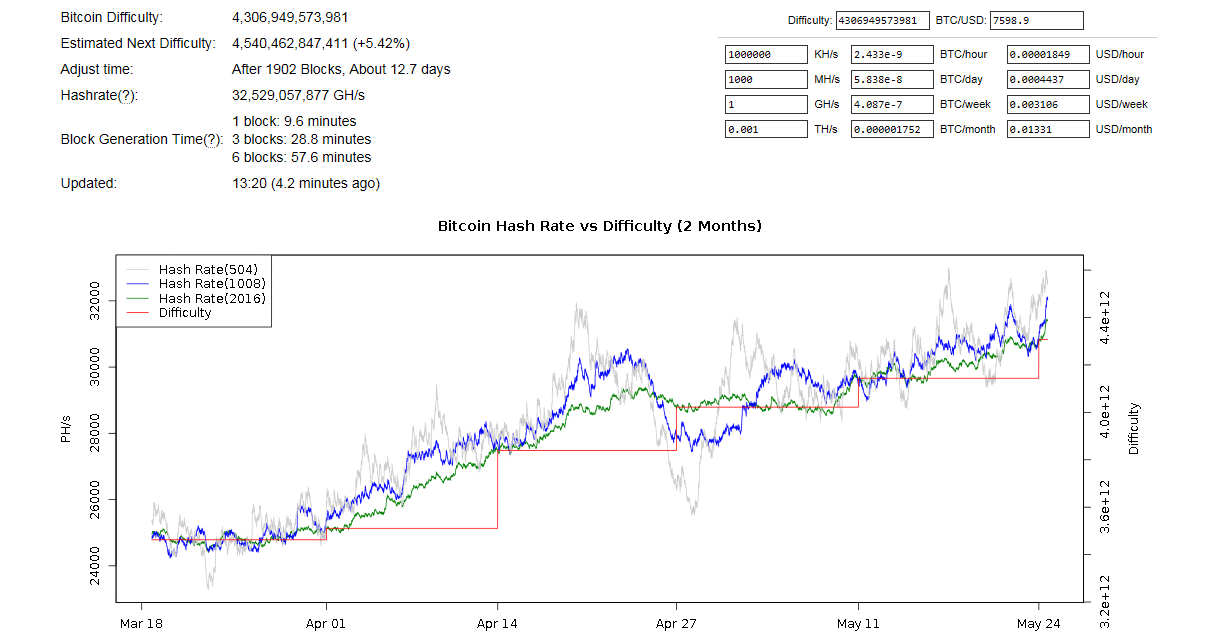 Bitcoin Difficulty: 4,306,949,573,981
Estimated Next Difficulty: 4,540,462,847,411 (+5.42%)
Adjust time: After 1902 Blocks, About 12.7 days
Hashrate(?): 32,529,057,877 GH/s
Block Generation Time(?):
1 block: 9.6 minutes
3 blocks: 28.8 minutes
6 blocks: 57.6 minutes
Updated: 13:20 (4.2 minutes ago)
Difficulty: 4306949573981 BTC/USD: 7598.9
1000000 KH/s 2.433e-9 BTC/hour 0.00001849 USD/hour
1000 MH/s 5.838e-8 BTC/day 0.0004437 USD/day
1 GH/s 4.087e-7 BTC/week 0.003106 USD/week
0.001 TH/s 0.000001752 BTC/month 0.01331 USD/month
Bitcoin Hash Rate vs Difficulty (2 Months)
Hash Rate(504)
Hash Rate(1008)
Hash Rate(2016)
Difficulty
PH/s
32000
30000
28000
26000
24000
4.4e+12
4.0e+12
3.6e+12
3.2e+12
Difficulty
Mar 18 Apr 01 Apr 14 Apr 27 May 11 May 24